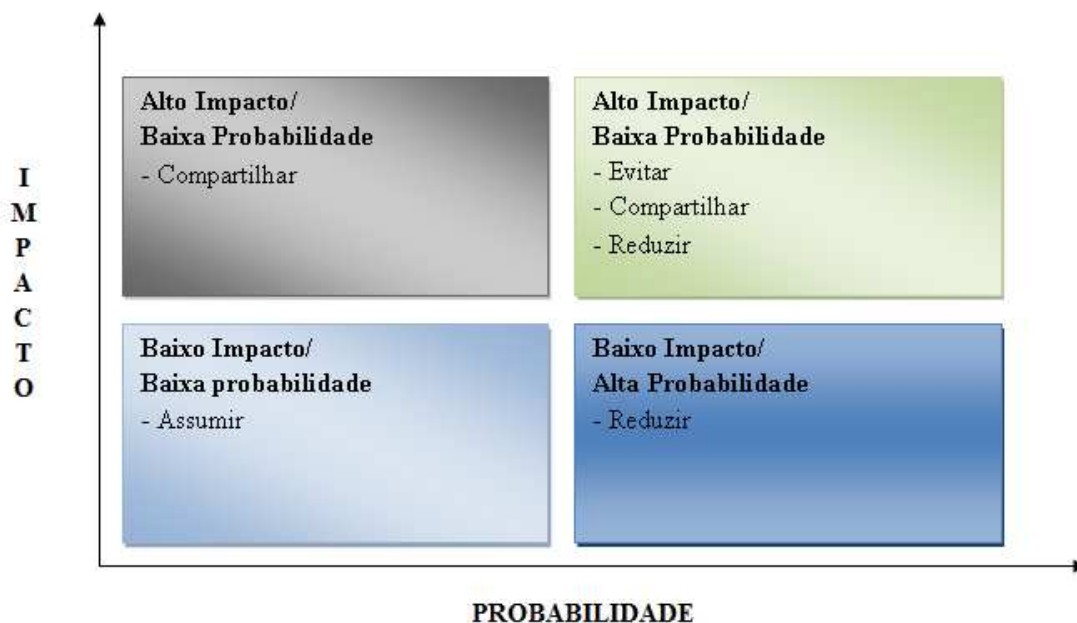 IMPACTO
Alto Impacto/
Baixa Probabilidade
- Compartilhar
Alto Impacto/
Baixa Probabilidade
- Evitar
- Compartilhar
- Reduzir
Baixo Impacto/
Baixa probabilidade
- Assumir
Baixo Impacto/
Alta Probabilidade
- Reduzir
PROBABILIDADE